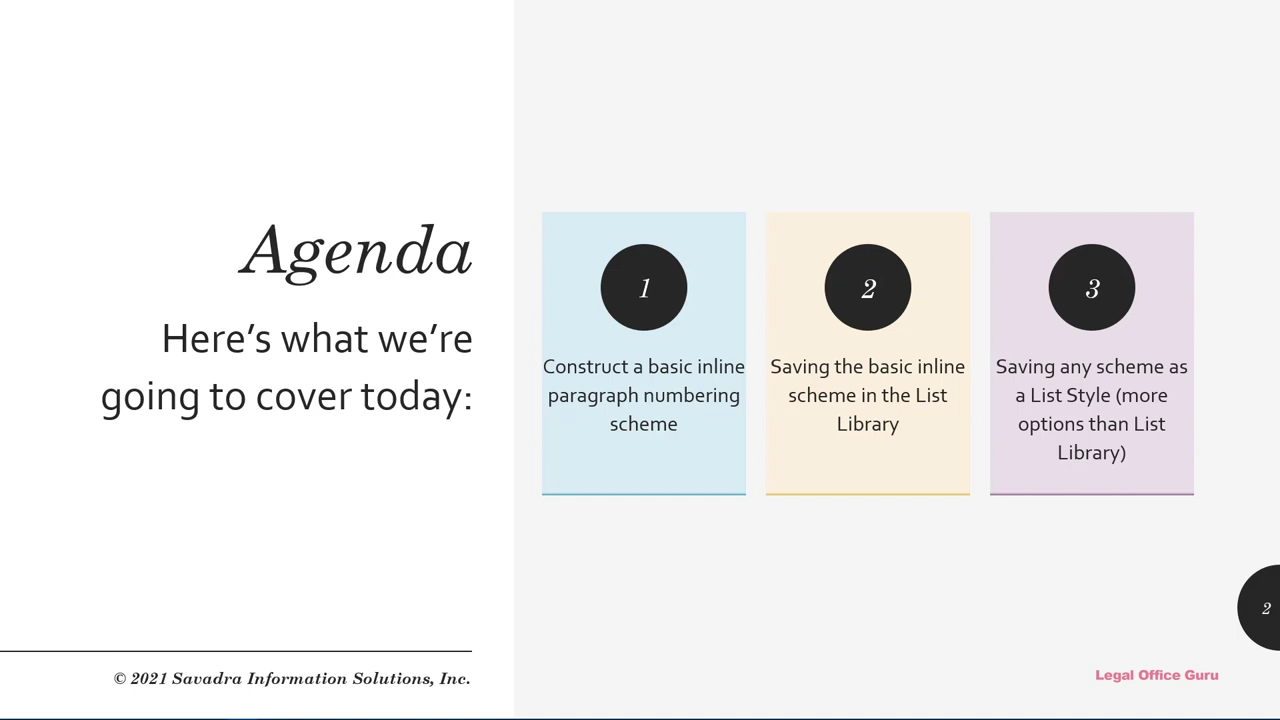 Agenda
Here's what we're
going to cover today:
1
Construct a basic inline
paragraph numbering
scheme
2
Saving the basic inline
scheme in the List
Library
3
Saving any scheme as
a List Style (more
options than List
Library)
2
© 2021 Savadra Information Solutions, Inc.
Legal Office Guru